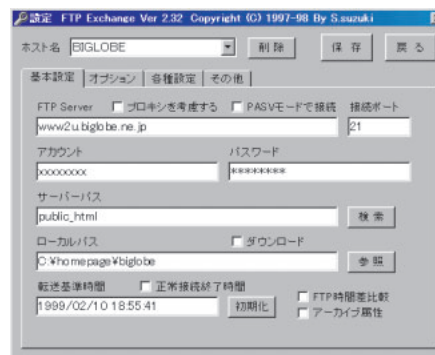 設定 FTP Exchange Ver 2.32 Copyright (C) 1997-98 By S.suzuki
ホスト名 BIGLOBE 削除 保存 戻る
基本設定 オプション 各種設定 その他
FTP Server プロキシを考慮する PASVモードで接続 接続ポート
www2u.biglobe.ne.jp 21
アカウント パスワード
xxxxxxxx ********
サーバーパス
public_html 検索
ローカルパス ダウンロード
C:¥homepage¥biglobe 参照
転送基準時間 正常接続終了時間
FTP時間差比較
1999/02/10 18:55:41 初期化
アーカイブ属性